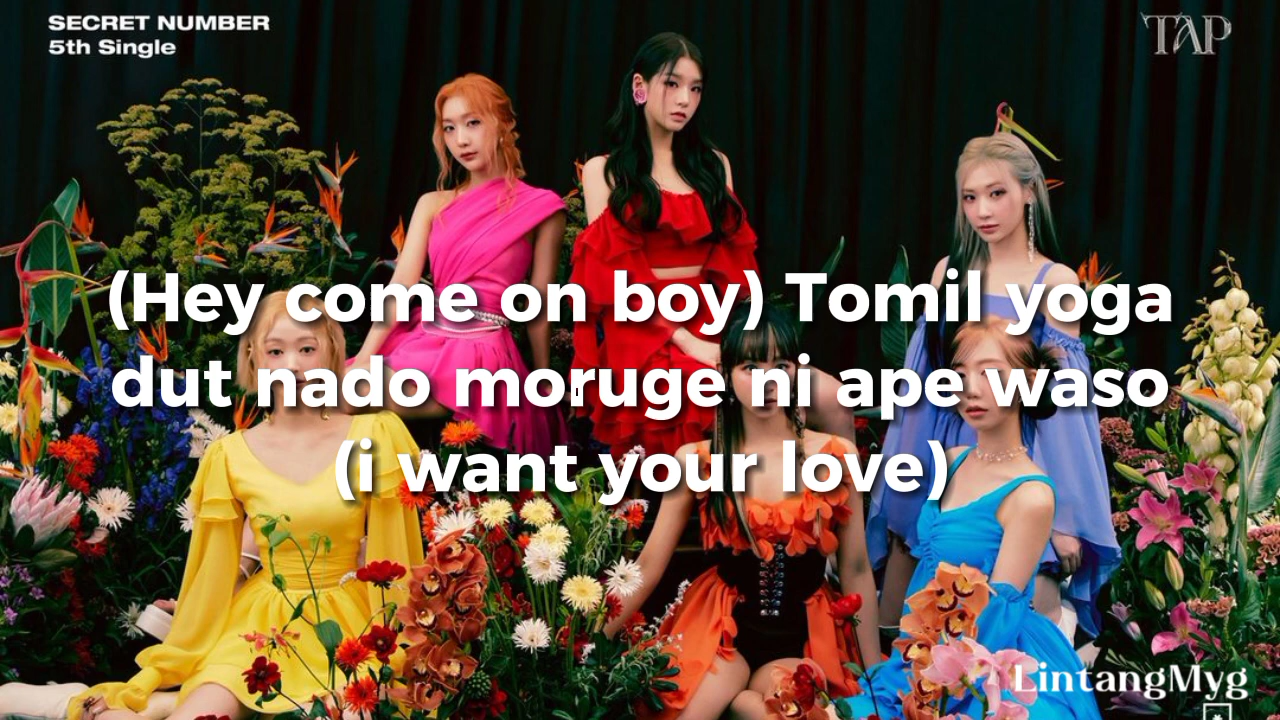 SECRET NUMBER
5th Single
TAP
(Hey come on boy) Tomil yoga
dut nado moruge ni ape waso
(i want your love)
LintangMyg